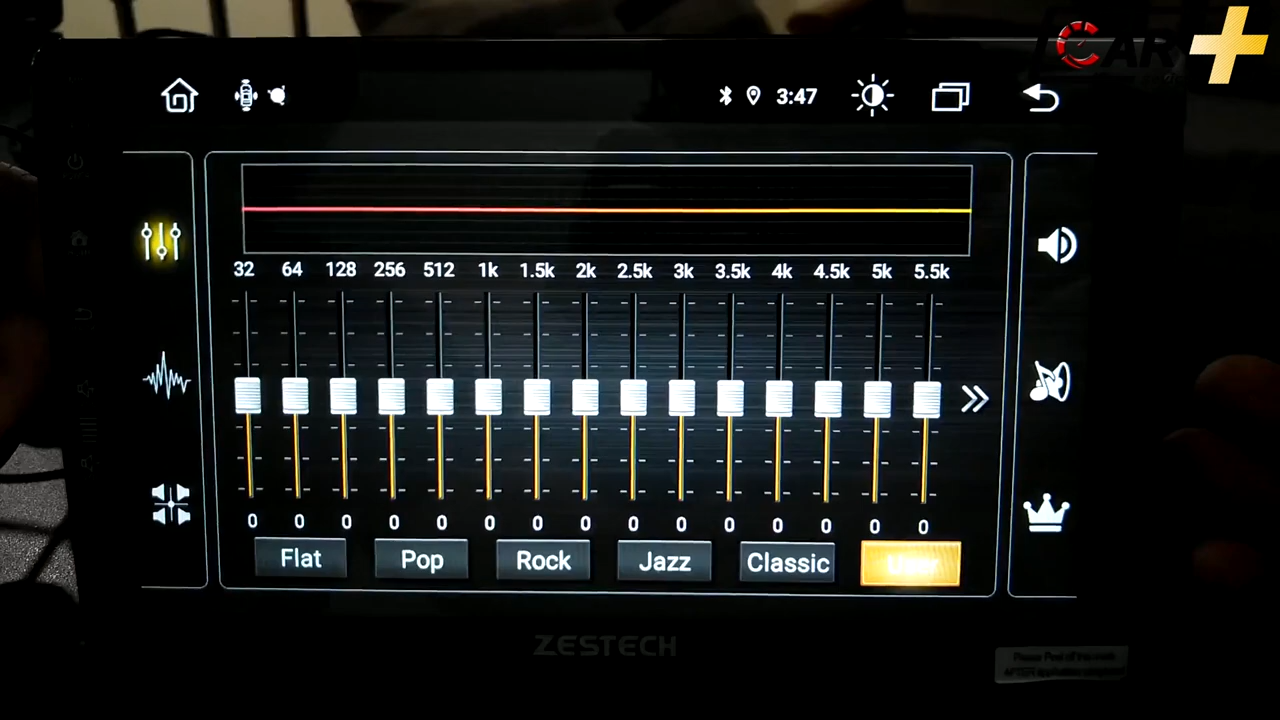 CAR+
3:47
32 64 128 256 512 1k 1.5k 2k 2.5k 3k 3.5k 4k 4.5k 5k 5.5k
0 0 0 0 0 0 0 0 0 0 0 0 0 0 0
Flat Pop Rock Jazz Classic User
ZESTECH